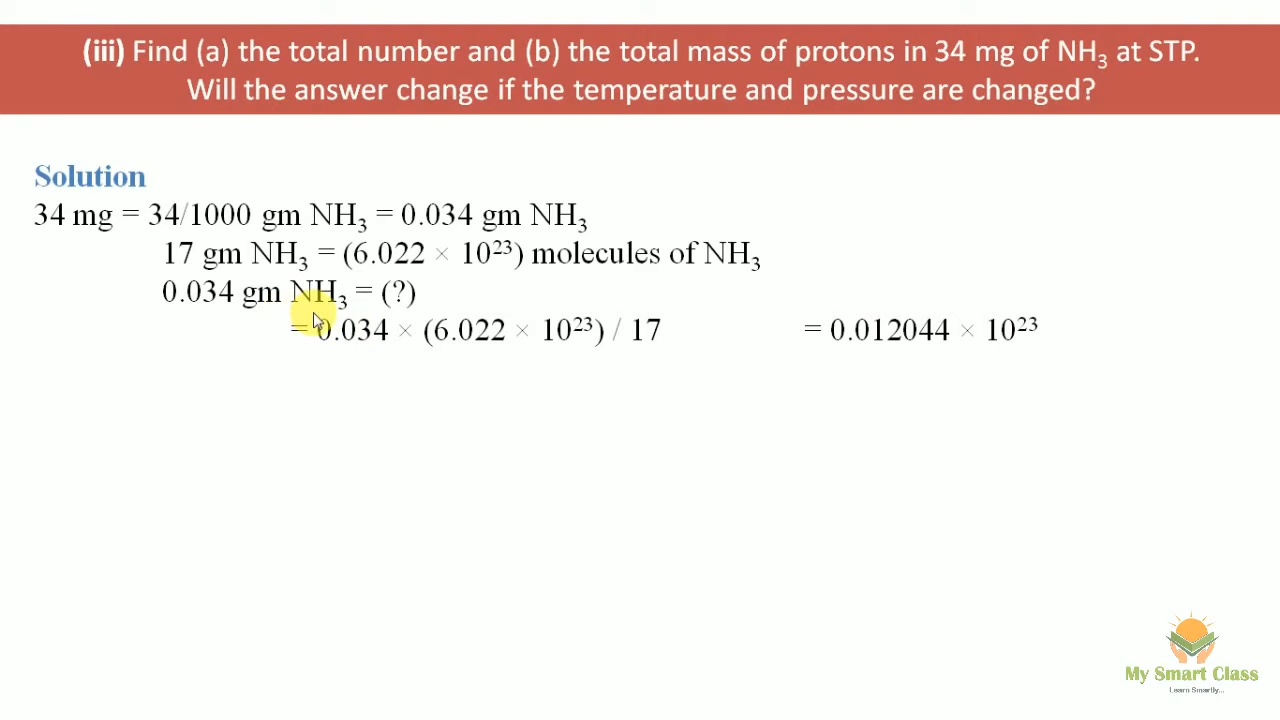 (iii) Find (a) the total number and (b) the total mass of protons in 34 mg of NH₃ at STP.
Will the answer change if the temperature and pressure are changed?
Solution
34 mg = 34/1000 gm NH₃ = 0.034 gm NH₃
17 gm NH₃ = (6.022 × 10²³) molecules of NH₃
0.034 gm NH₃ = (?)
= 0.034 × (6.022 × 10²³) / 17 = 0.012044 × 10²³
My Smart Class
Learn Smartly...